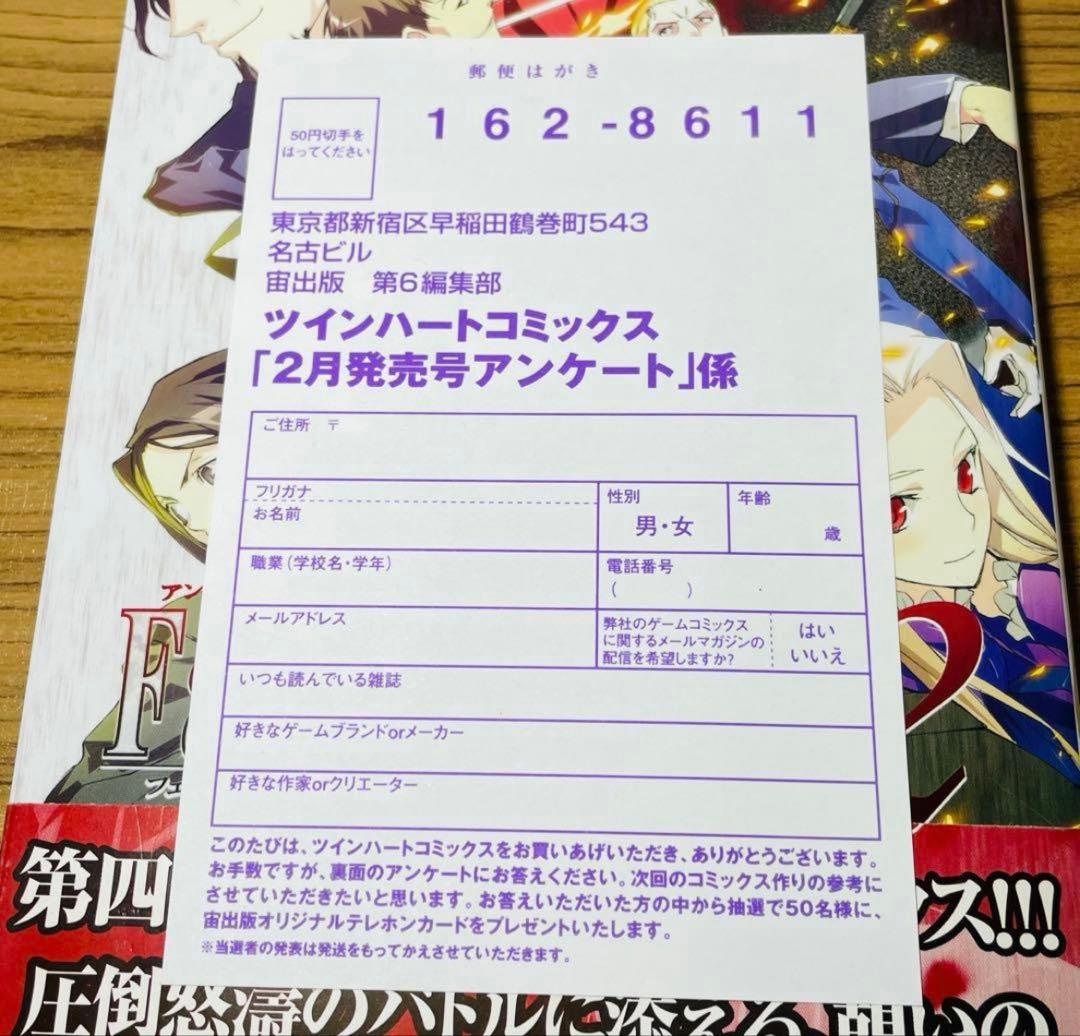 郵便はがき
50円切手を
はってください
162-8611
東京都新宿区早稲田鶴巻町543
名古ビル
宙出版 第6編集部
ツインハートコミックス
「2月発売号アンケート」係
ご住所 〒
フリガナ
お名前
性別
男・女
年齢
歳
職業(学校名・学年)
電話番号
( )
メールアドレス
弊社のゲームコミックス
に関するメールマガジンの
配信を希望しますか?
はい
いいえ
いつも読んでいる雑誌
好きなゲームブランドorメーカー
好きな作家orクリエーター
このたびは、ツインハートコミックスをお買いあげいただき、ありがとうございます。
お手数ですが、裏面のアンケートにお答えください。次回のコミックス作りの参考に
させていただきたいと思います。お答えいただいた方の中から抽選で50名様に、
宙出版オリジナルテレホンカードをプレゼントいたします。
※当選者の発表は発送をもってかえさせていただきます。
アン
F
フェ
2
第四
ス!!!
圧倒怒濤のバトルに添える、戦いの